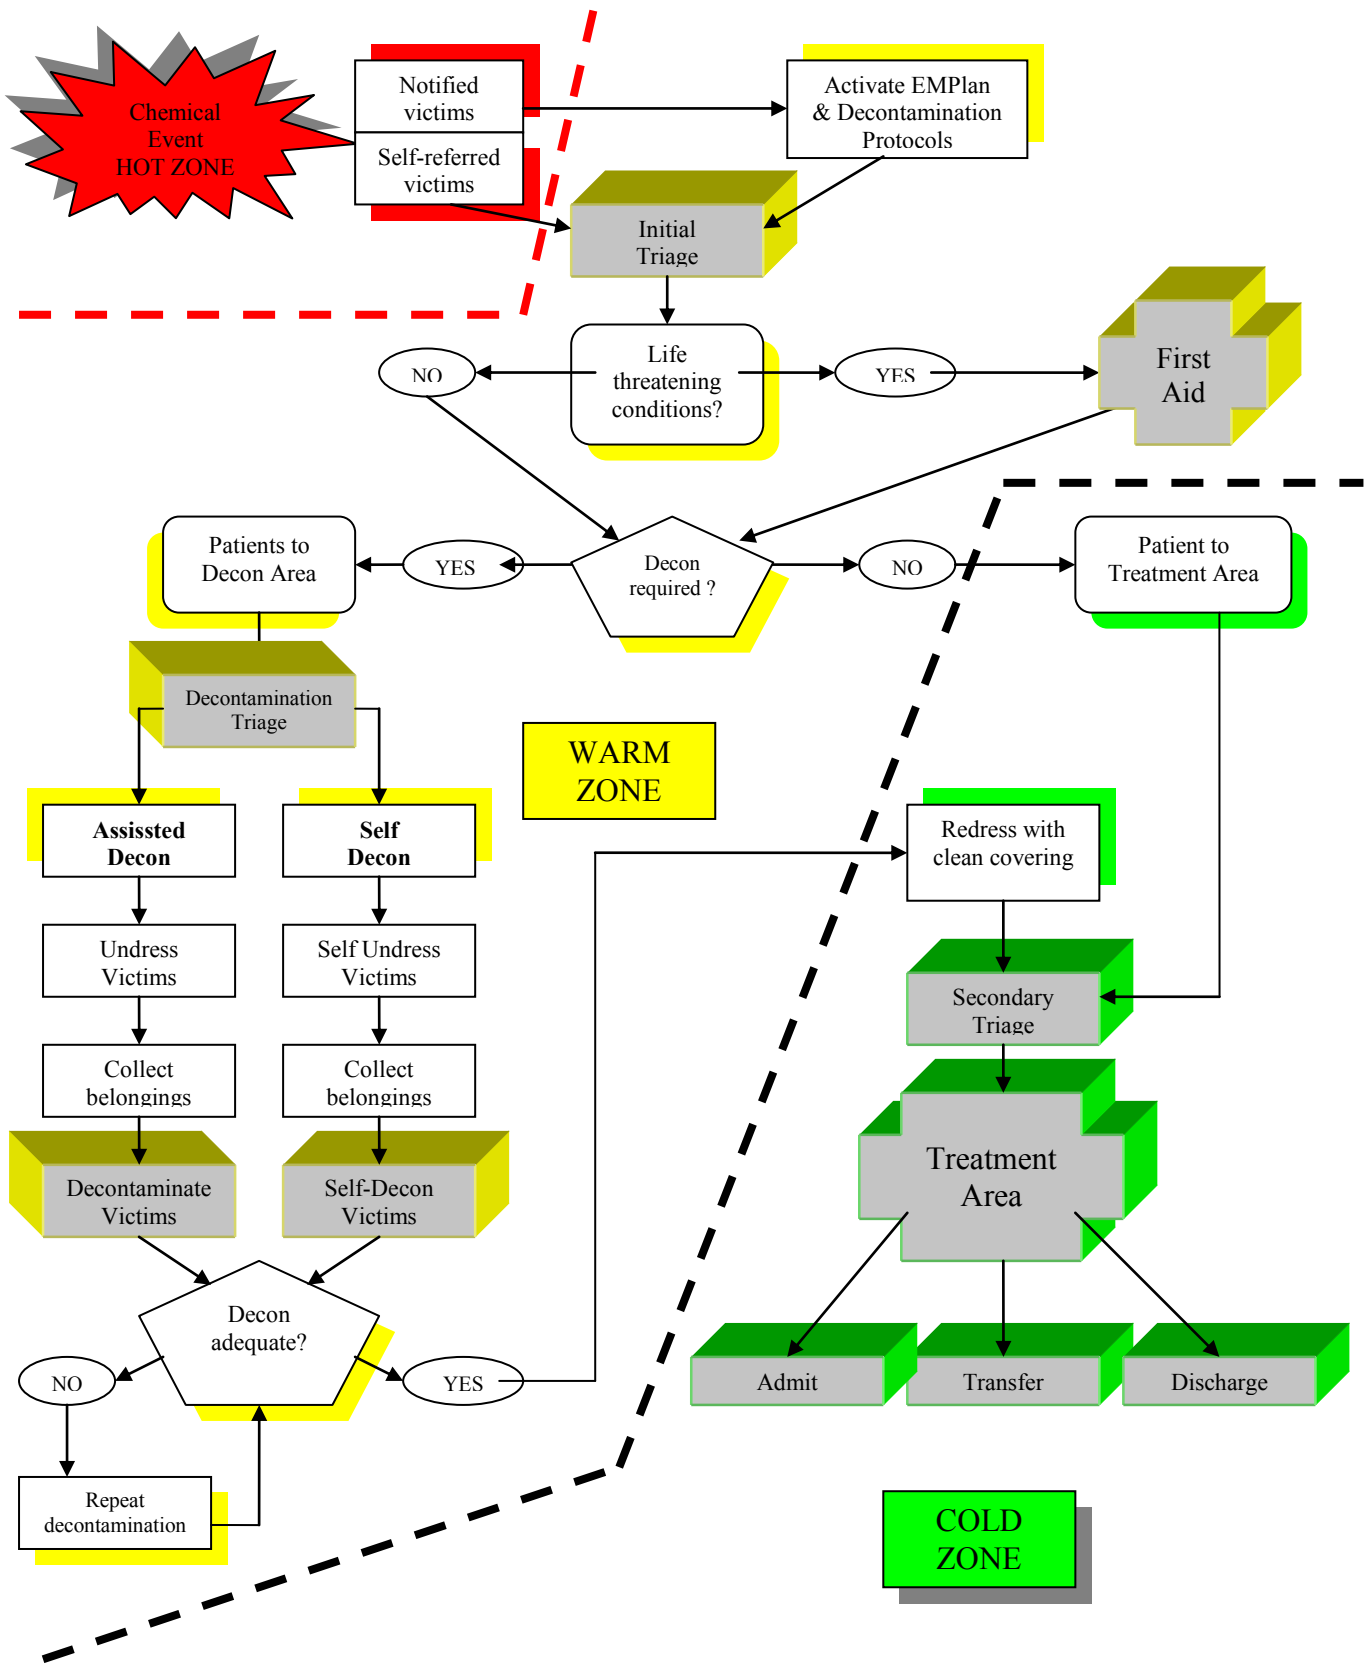 Chemical
Event
HOT ZONE
Notified
victims
Self-referred
victims
Activate EMPlan
& Decontamination
Protocols
Initial
Triage
Life
threatening
conditions?
NO
YES
First
Aid
Patients to
Decon Area
YES
Decon
required ?
NO
Patient to
Treatment Area
Decontamination
Triage
WARM
ZONE
Assissted
Decon
Self
Decon
Redress with
clean covering
Undress
Victims
Self Undress
Victims
Secondary
Triage
Collect
belongings
Collect
belongings
Decontaminate
Victims
Self-Decon
Victims
Treatment
Area
Decon
adequate?
NO
YES
Admit
Transfer
Discharge
Repeat
decontamination
COLD
ZONE